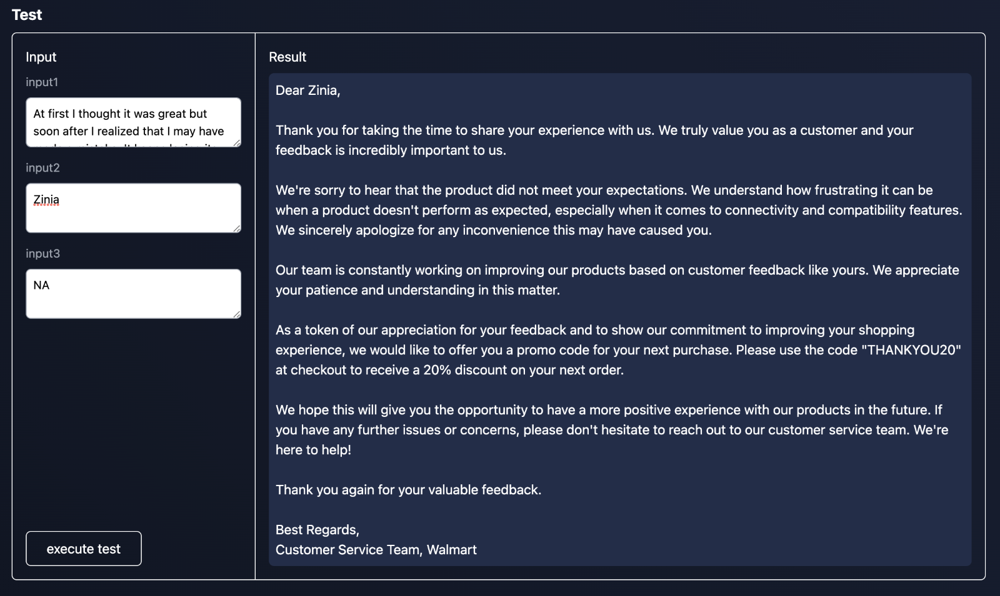 Test
Input
input1
At first I thought it was great but
soon after I realized that I may have
input2
Zinia
input3
NA
execute test
Result
Dear Zinia,
Thank you for taking the time to share your experience with us. We truly value you as a customer and your
feedback is incredibly important to us.
We're sorry to hear that the product did not meet your expectations. We understand how frustrating it can be
when a product doesn't perform as expected, especially when it comes to connectivity and compatibility features.
We sincerely apologize for any inconvenience this may have caused you.
Our team is constantly working on improving our products based on customer feedback like yours. We appreciate
your patience and understanding in this matter.
As a token of our appreciation for your feedback and to show our commitment to improving your shopping
experience, we would like to offer you a promo code for your next purchase. Please use the code "THANKYOU20"
at checkout to receive a 20% discount on your next order.
We hope this will give you the opportunity to have a more positive experience with our products in the future. If
you have any further issues or concerns, please don't hesitate to reach out to our customer service team. We're
here to help!
Thank you again for your valuable feedback.
Best Regards,
Customer Service Team, Walmart